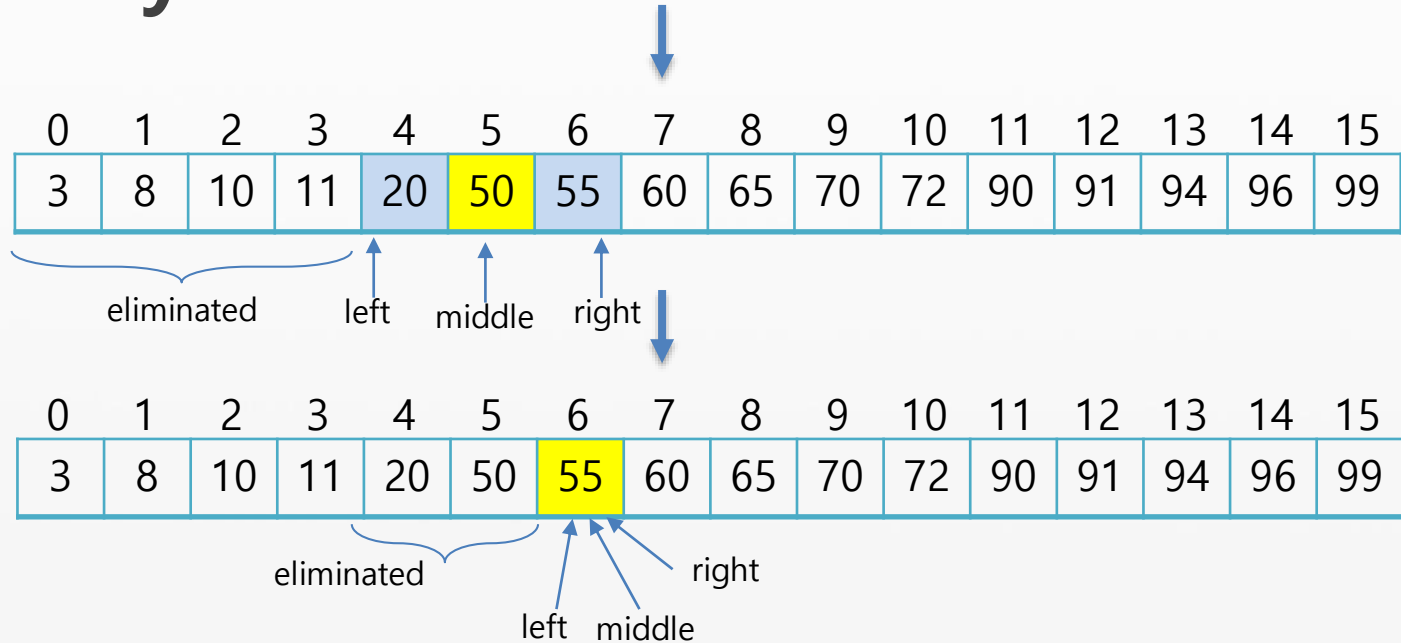 0 1 2 3 4 5 6 7 8 9 10 11 12 13 14 15
3 8 10 11 20 50 55 60 65 70 72 90 91 94 96 99
eliminated left middle right
0 1 2 3 4 5 6 7 8 9 10 11 12 13 14 15
3 8 10 11 20 50 55 60 65 70 72 90 91 94 96 99
eliminated right
left middle